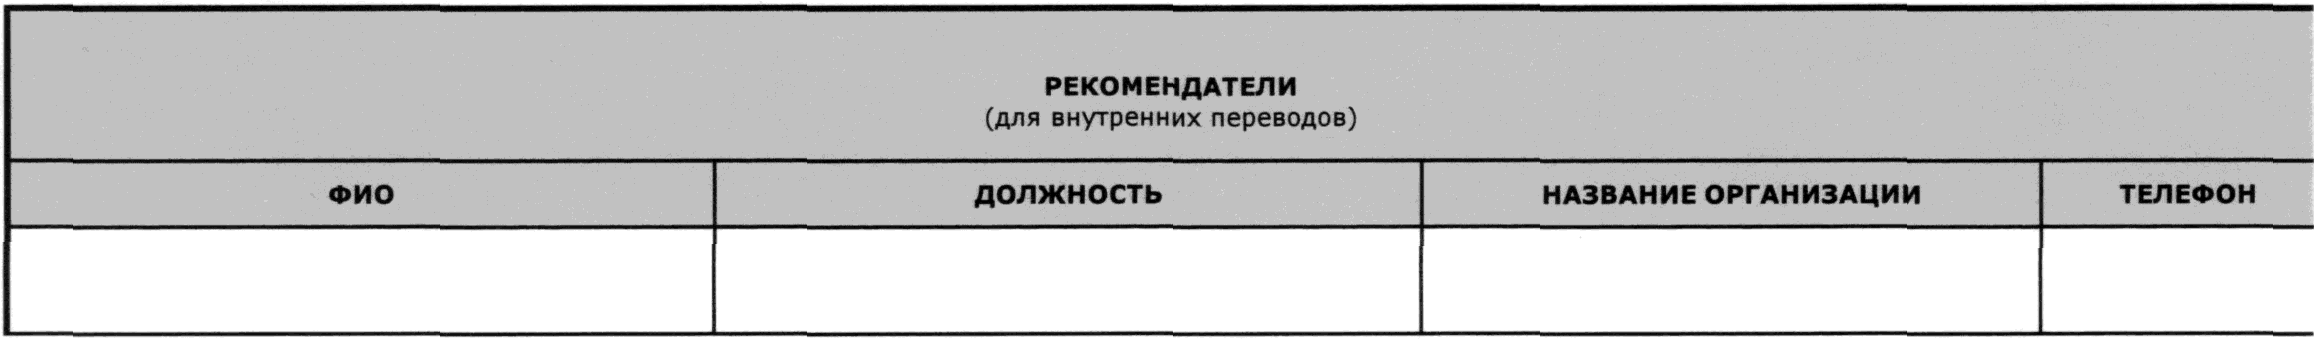 РЕКОМЕНДАТЕЛИ
(для внутренних переводов)
ФИО ДОЛЖНОСТЬ НАЗВАНИЕ ОРГАНИЗАЦИИ ТЕЛЕФОН